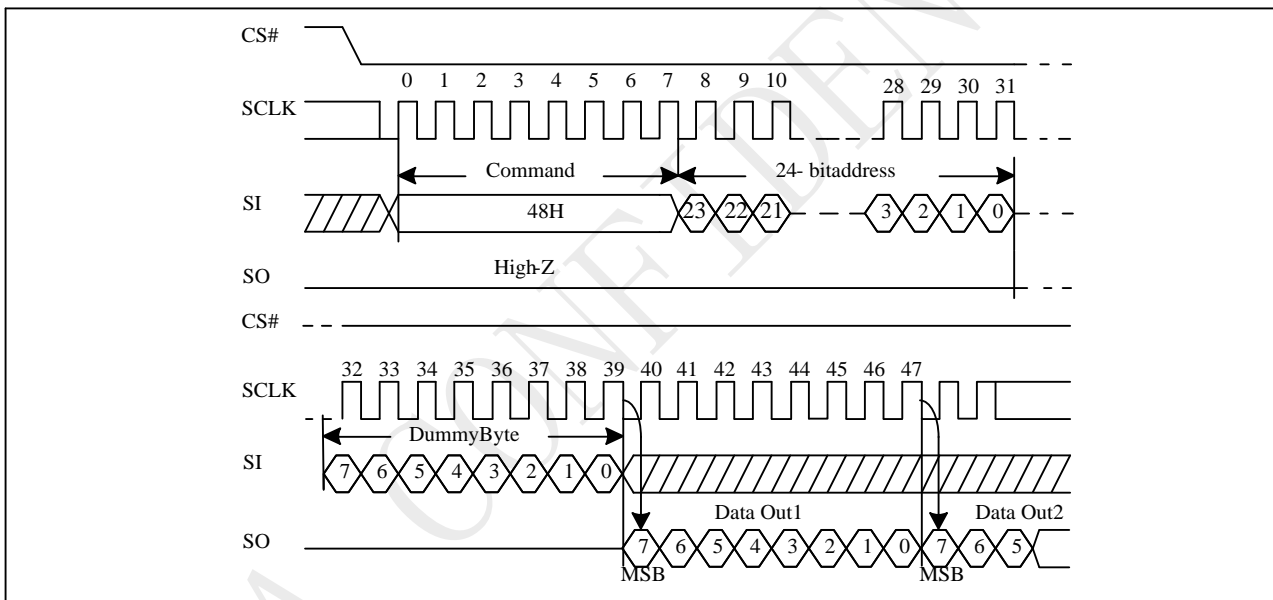 CS#
0 1 2 3 4 5 6 7 8 9 10 28 29 30 31
SCLK
Command 24- bitaddress
SI 48H 23 22 21 3 2 1 0
High-Z
SO
CS#
32 33 34 35 36 37 38 39 40 41 42 43 44 45 46 47
SCLK
DummyByte
SI 7 6 5 4 3 2 1 0
Data Out1 Data Out2
SO 7 6 5 4 3 2 1 0 7 6 5
MSB MSB
A CONFIDEN